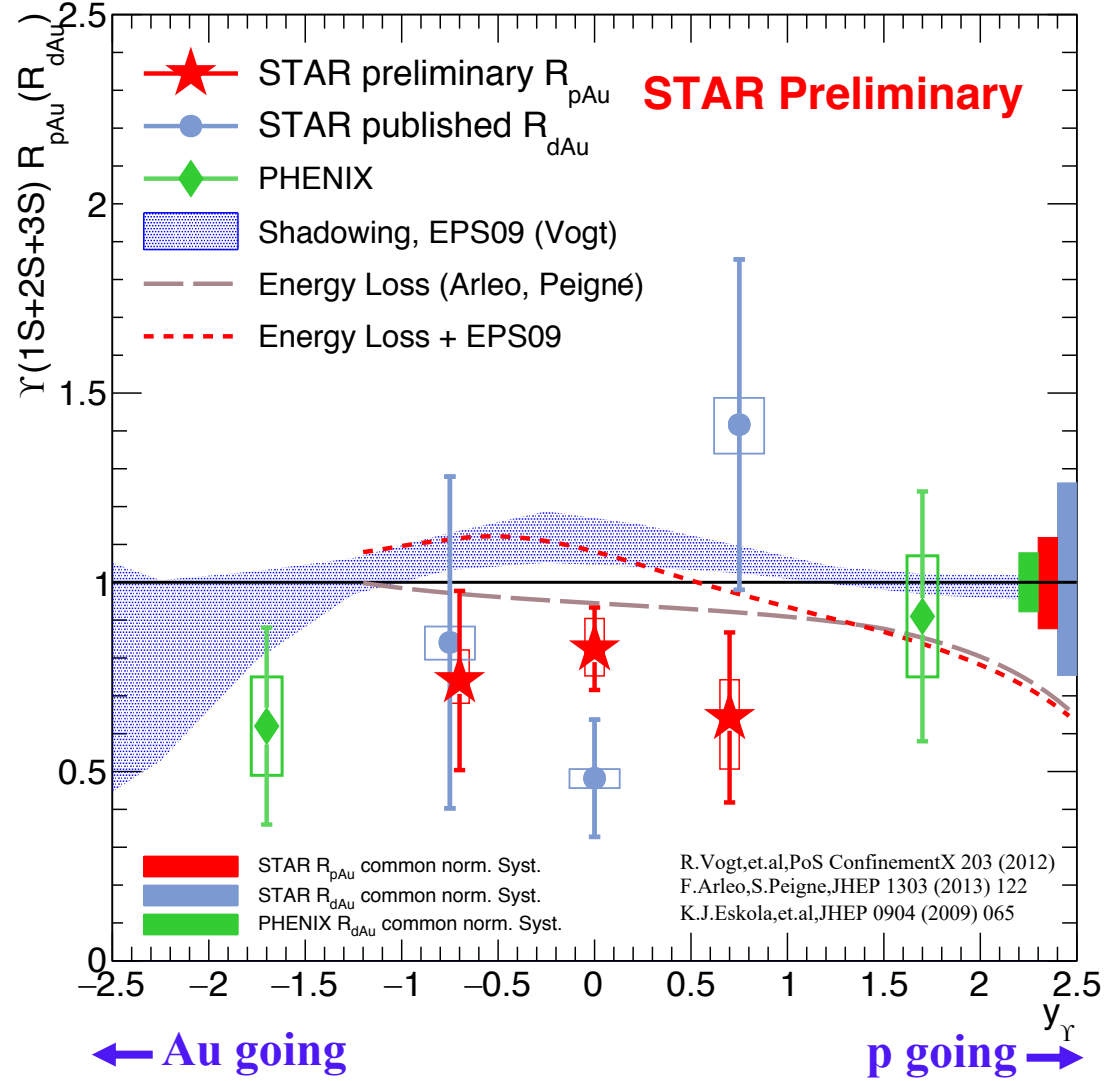 ϒ(1S+2S+3S) R_pAu (R_dAu)
STAR preliminary R_pAu
STAR published R_dAu
PHENIX
Shadowing, EPS09 (Vogt)
Energy Loss (Arleo, Peigné)
Energy Loss + EPS09
STAR Preliminary
2.5
2
1.5
1
0.5
0
STAR R_pAu common norm. Syst.
STAR R_dAu common norm. Syst.
PHENIX R_dAu common norm. Syst.
R.Vogt,et.al,PoS ConfinementX 203 (2012)
F.Arleo,S.Peigne,JHEP 1303 (2013) 122
K.J.Eskola,et.al,JHEP 0904 (2009) 065
−2.5 −2 −1.5 −1 −0.5 0 0.5 1 1.5 2 2.5
y_ϒ
Au going
p going